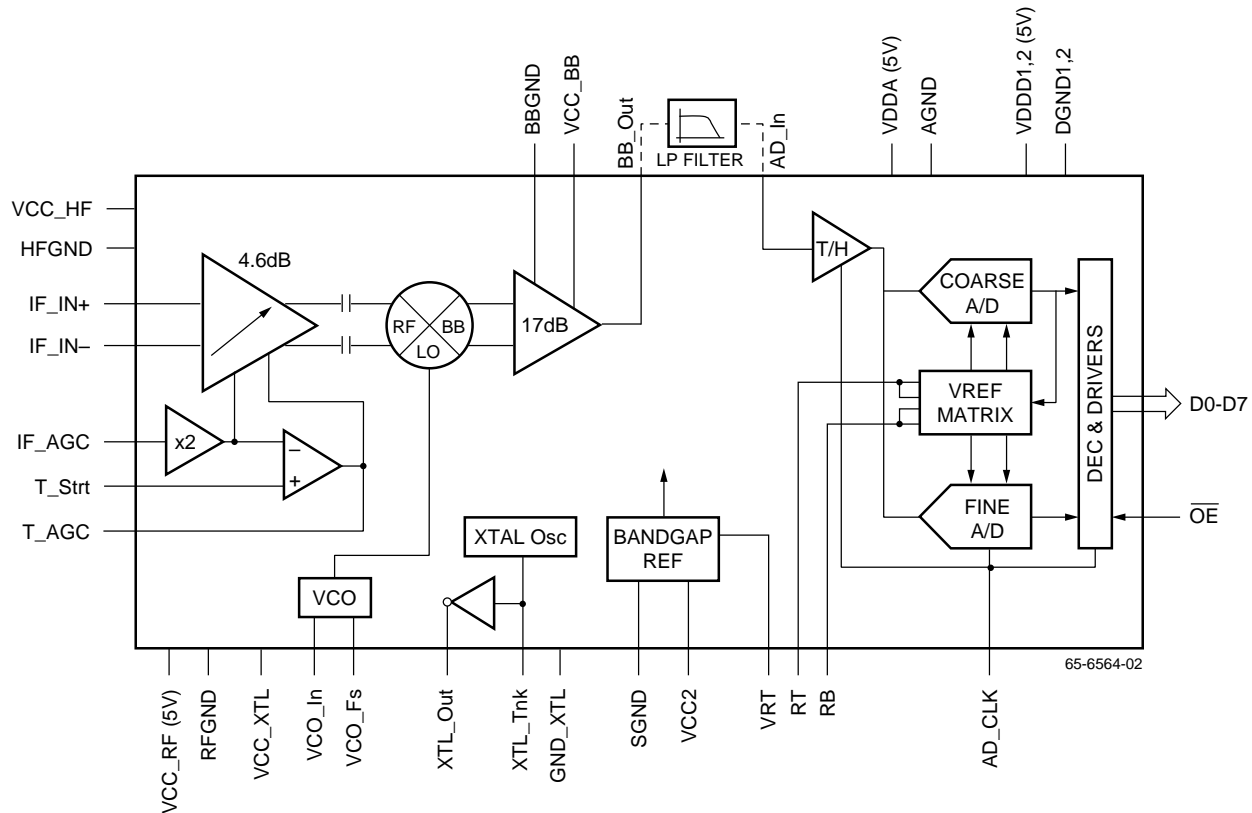 BBGND
VCC_BB
BB_Out
LP FILTER
AD_In
VDDA (5V)
AGND
VDDD1,2 (5V)
DGND1,2
VCC_HF
HFGND
IF_IN+
IF_IN–
IF_AGC
T_Strt
T_AGC
4.6dB
RF
BB
LO
17dB
T/H
COARSE
A/D
VREF
MATRIX
FINE
A/D
DEC & DRIVERS
D0-D7
OE
x2
–
+
XTAL Osc
VCO
BANDGAP
REF
65-6564-02
VCC_RF (5V)
RFGND
VCC_XTL
VCO_In
VCO_Fs
XTL_Out
XTL_Tnk
GND_XTL
SGND
VCC2
VRT
RT
RB
AD_CLK